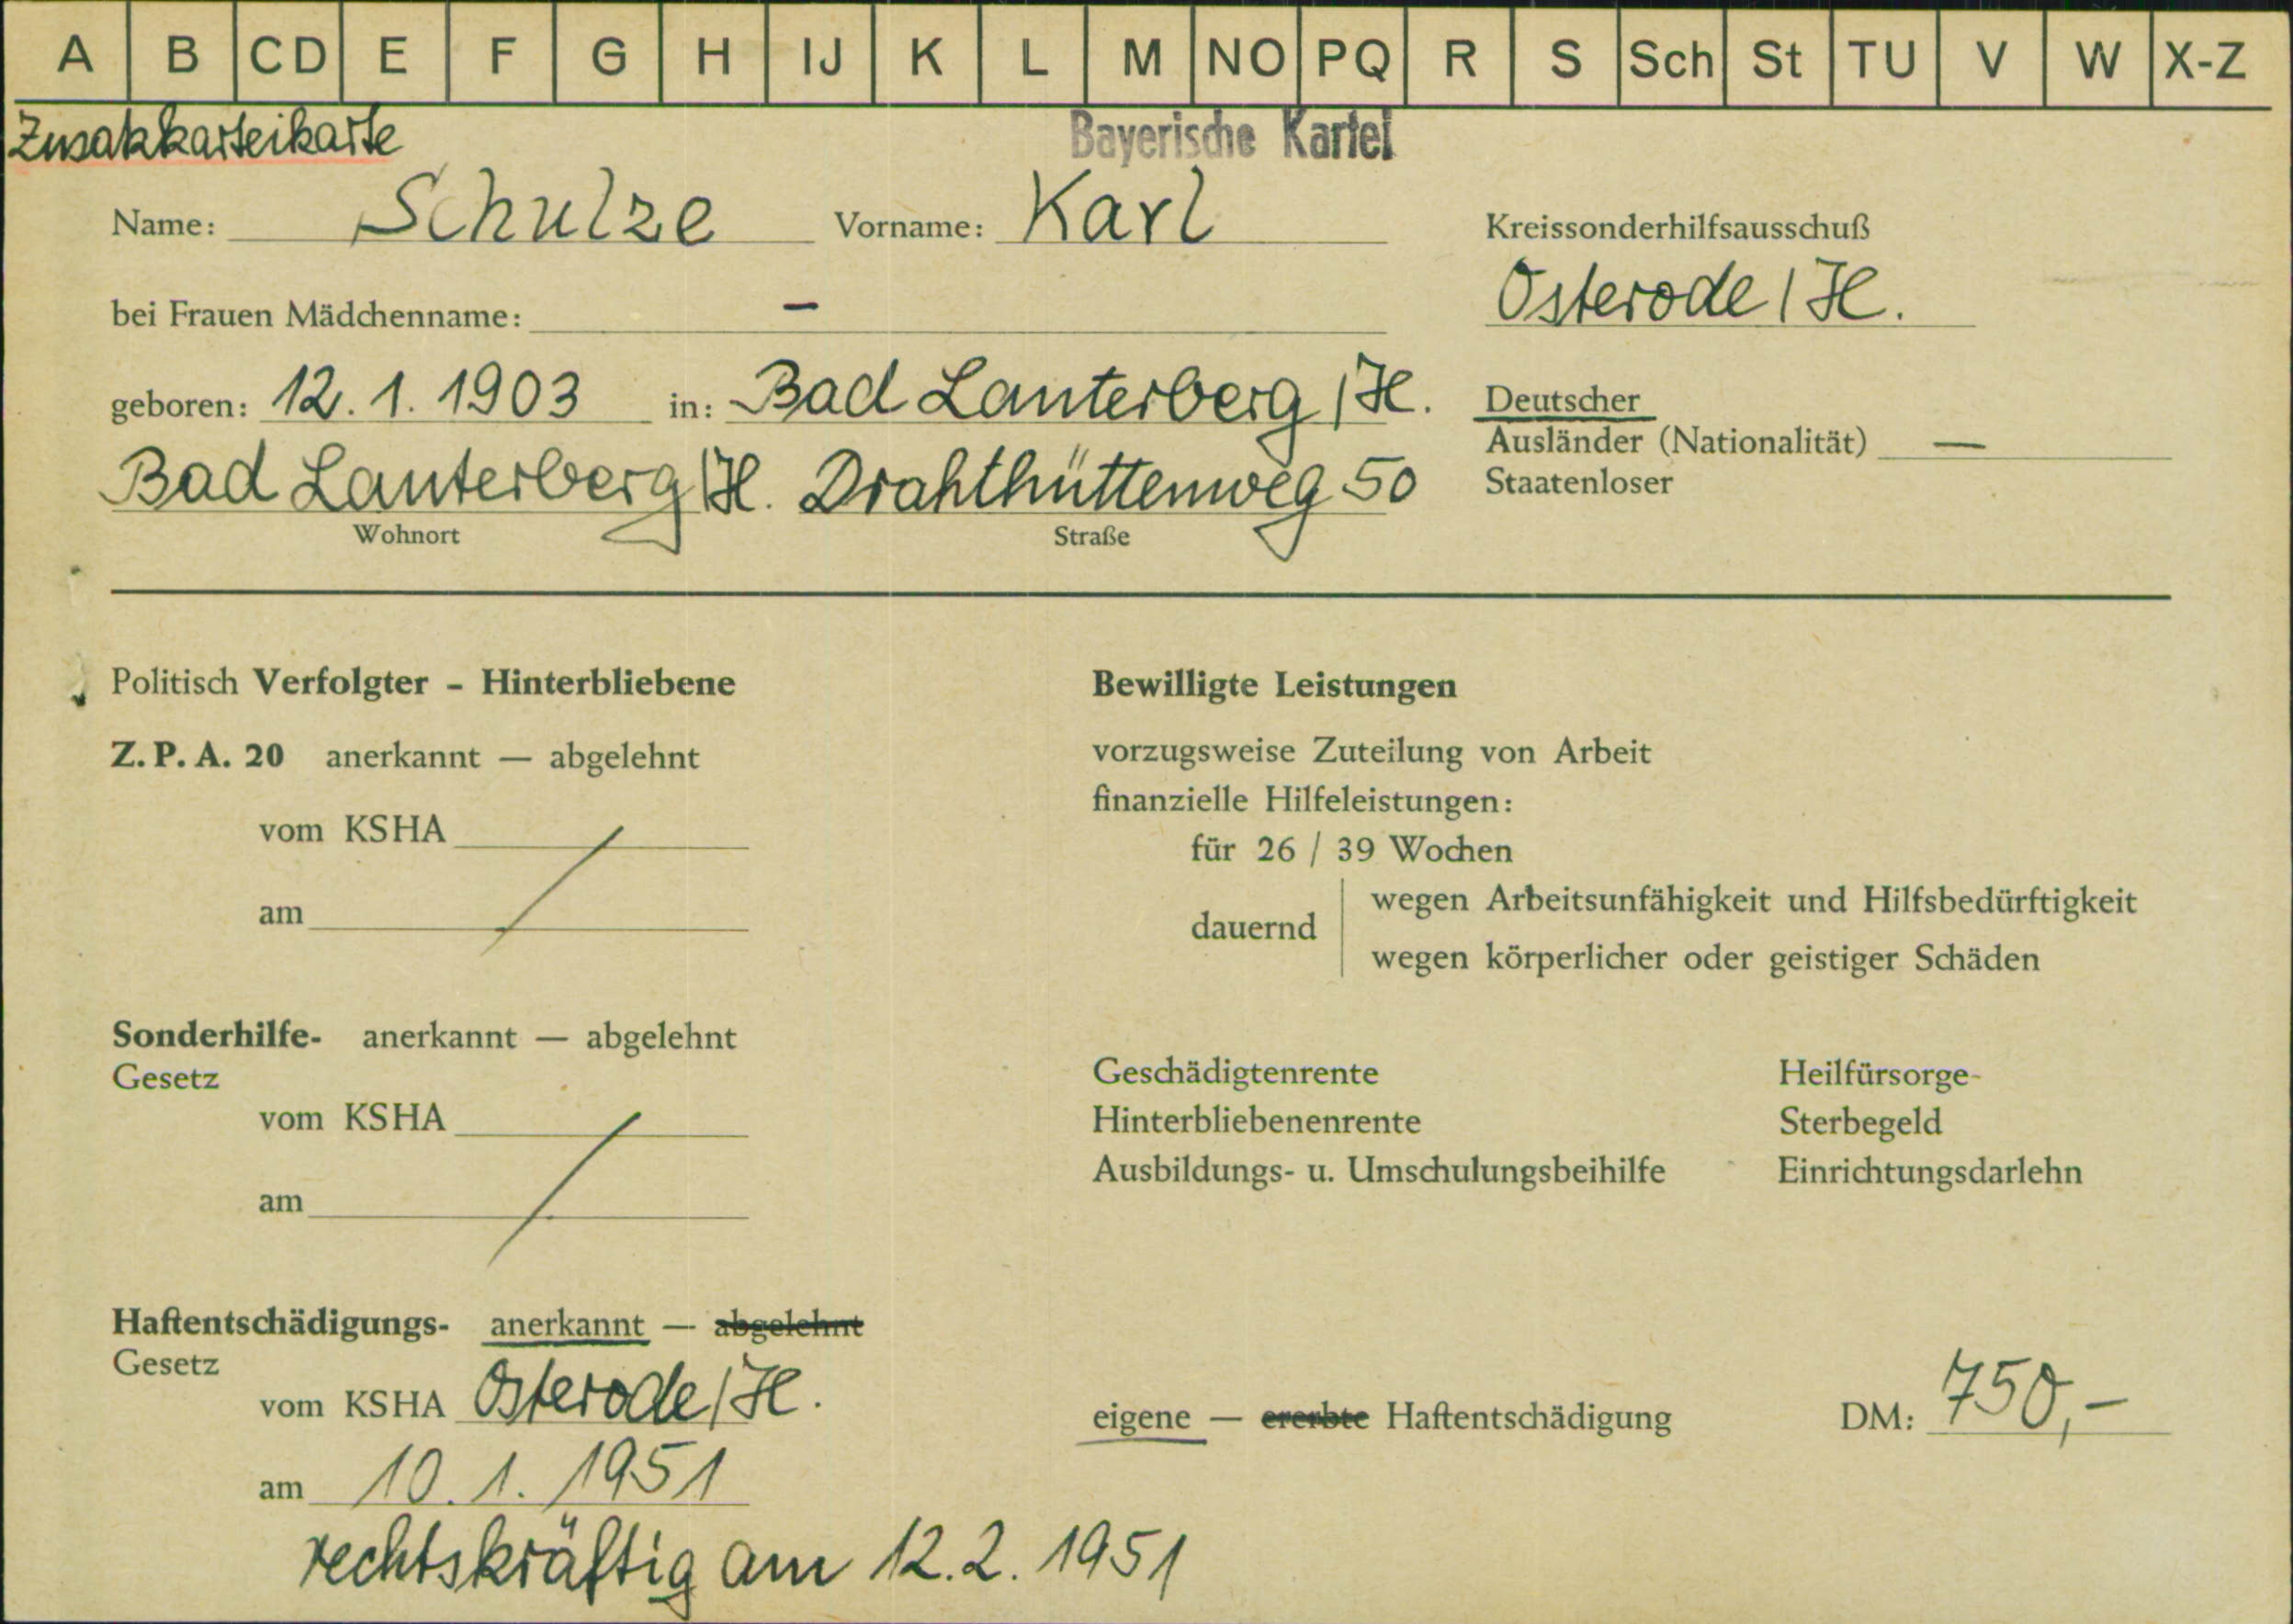 A B CD E F G H IJ K L M NO PQ R S Sch St TU V W X-Z
Zusatzkarteikarte
Bayerische Kartei
Name: Schulze Vorname: Karl
Kreissonderhilfsausschuß
bei Frauen Mädchenname: –
Osterode/H.
geboren: 12.1.1903 in: Bad Lauterberg/H.
Deutscher
Ausländer (Nationalität) —
Bad Lauterberg/H. Drahthüttenweg 50
Staatenloser
Wohnort Straße
Politisch Verfolgter - Hinterbliebene
Z. P. A. 20 anerkannt — abgelehnt
vom KSHA
am
Sonderhilfe- anerkannt — abgelehnt
Gesetz
vom KSHA
am
Haftentschädigungs- anerkannt — abgelehnt
Gesetz
vom KSHA Osterode/H.
am 10. 1. 1951
rechtskräftig am 12.2.1951
Bewilligte Leistungen
vorzugsweise Zuteilung von Arbeit
finanzielle Hilfeleistungen:
für 26 / 39 Wochen
dauernd
wegen Arbeitsunfähigkeit und Hilfsbedürftigkeit
wegen körperlicher oder geistiger Schäden
Geschädigtenrente Heilfürsorge-
Hinterbliebenenrente Sterbegeld
Ausbildungs- u. Umschulungsbeihilfe Einrichtungsdarlehn
eigene — ererbte Haftentschädigung DM: 750,-